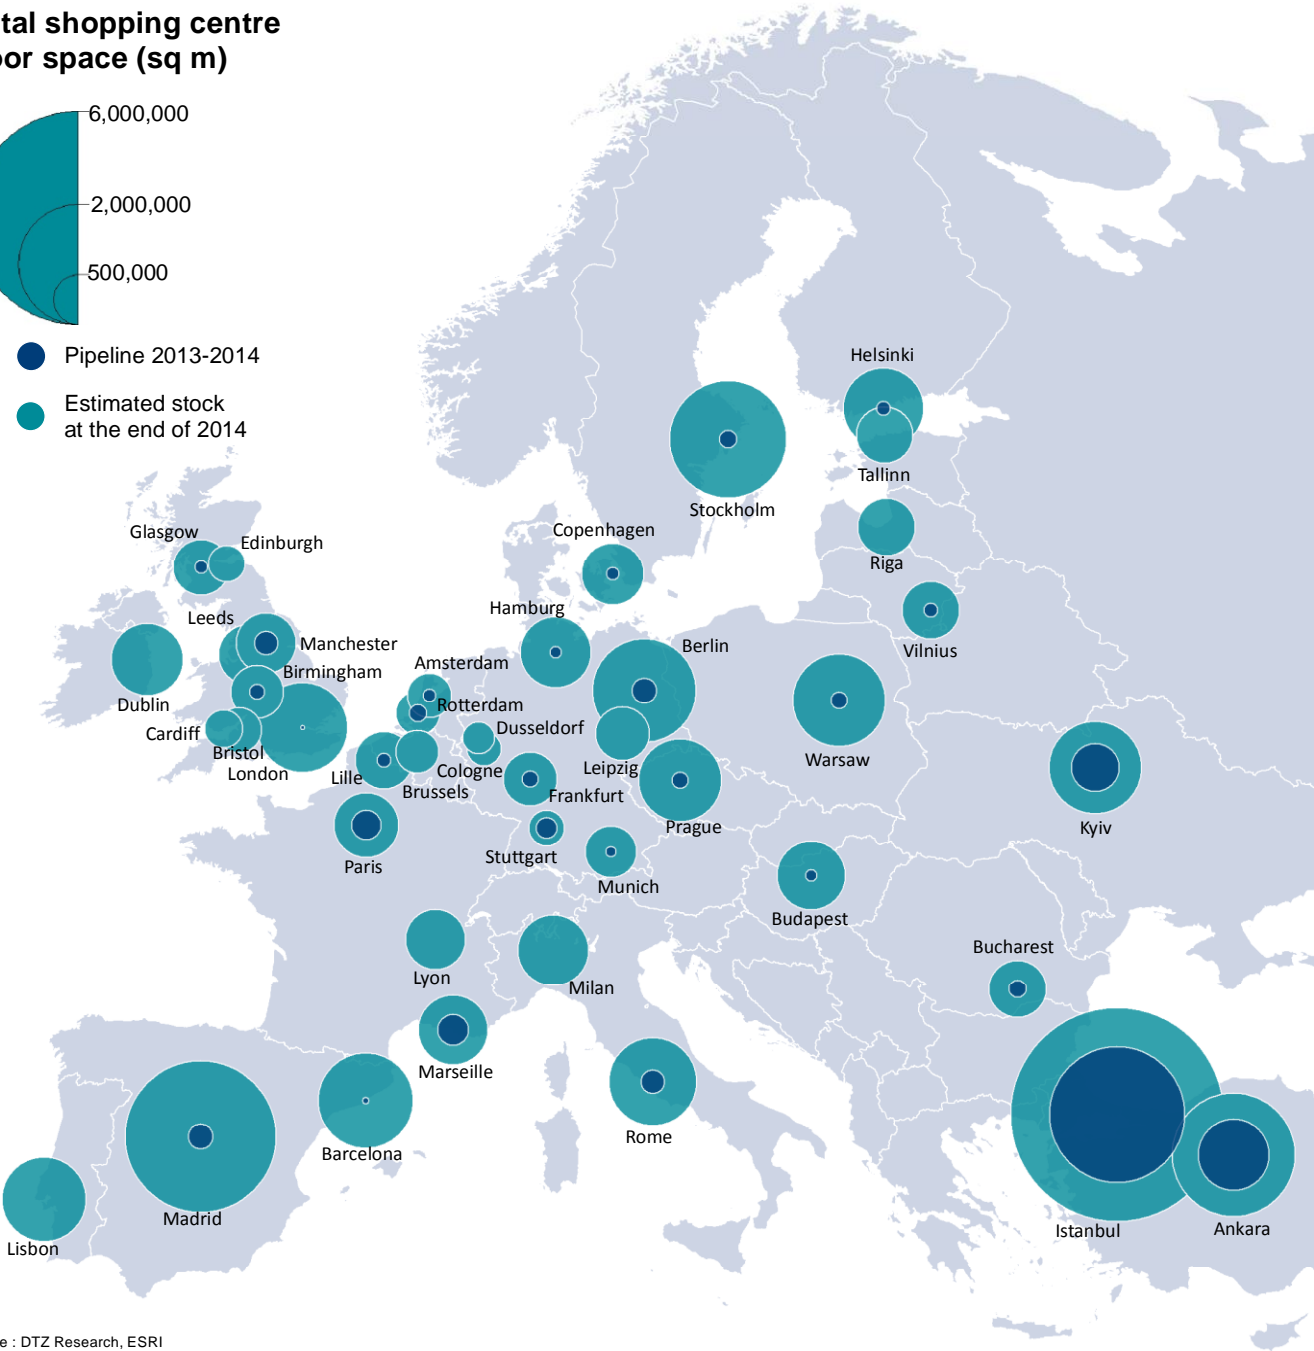 tal shopping centre
oor space (sq m)
6,000,000
2,000,000
500,000
Pipeline 2013-2014
Estimated stock
at the end of 2014
Helsinki
Tallinn
Stockholm
Riga
Copenhagen
Glasgow
Edinburgh
Vilnius
Hamburg
Leeds
Manchester
Berlin
Amsterdam
Birmingham
Dublin
Rotterdam
Cardiff
Dusseldorf
Bristol
London
Warsaw
Leipzig
Cologne
Lille
Brussels
Frankfurt
Prague
Kyiv
Paris
Stuttgart
Munich
Budapest
Bucharest
Lyon
Milan
Marseille
Rome
Barcelona
Madrid
Lisbon
Istanbul
Ankara
e : DTZ Research, ESRI